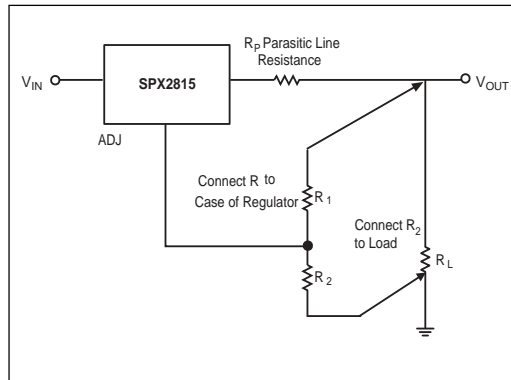 R_P Parasitic Line
Resistance
V_IN
SPX2815
V_OUT
ADJ
Connect R to
Case of Regulator
R_1
Connect R_2
to Load
R_2
R_L